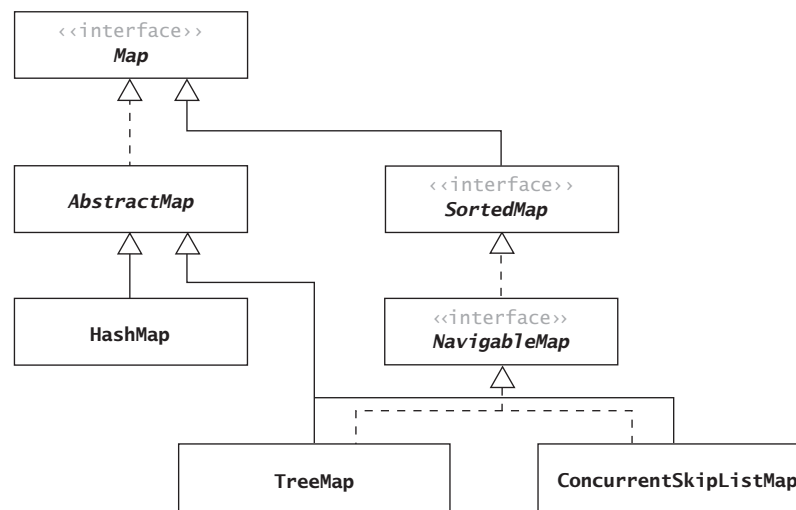 ‹‹interface››
Map
AbstractMap
‹‹interface››
SortedMap
HashMap
‹‹interface››
NavigableMap
TreeMap
ConcurrentSkipListMap